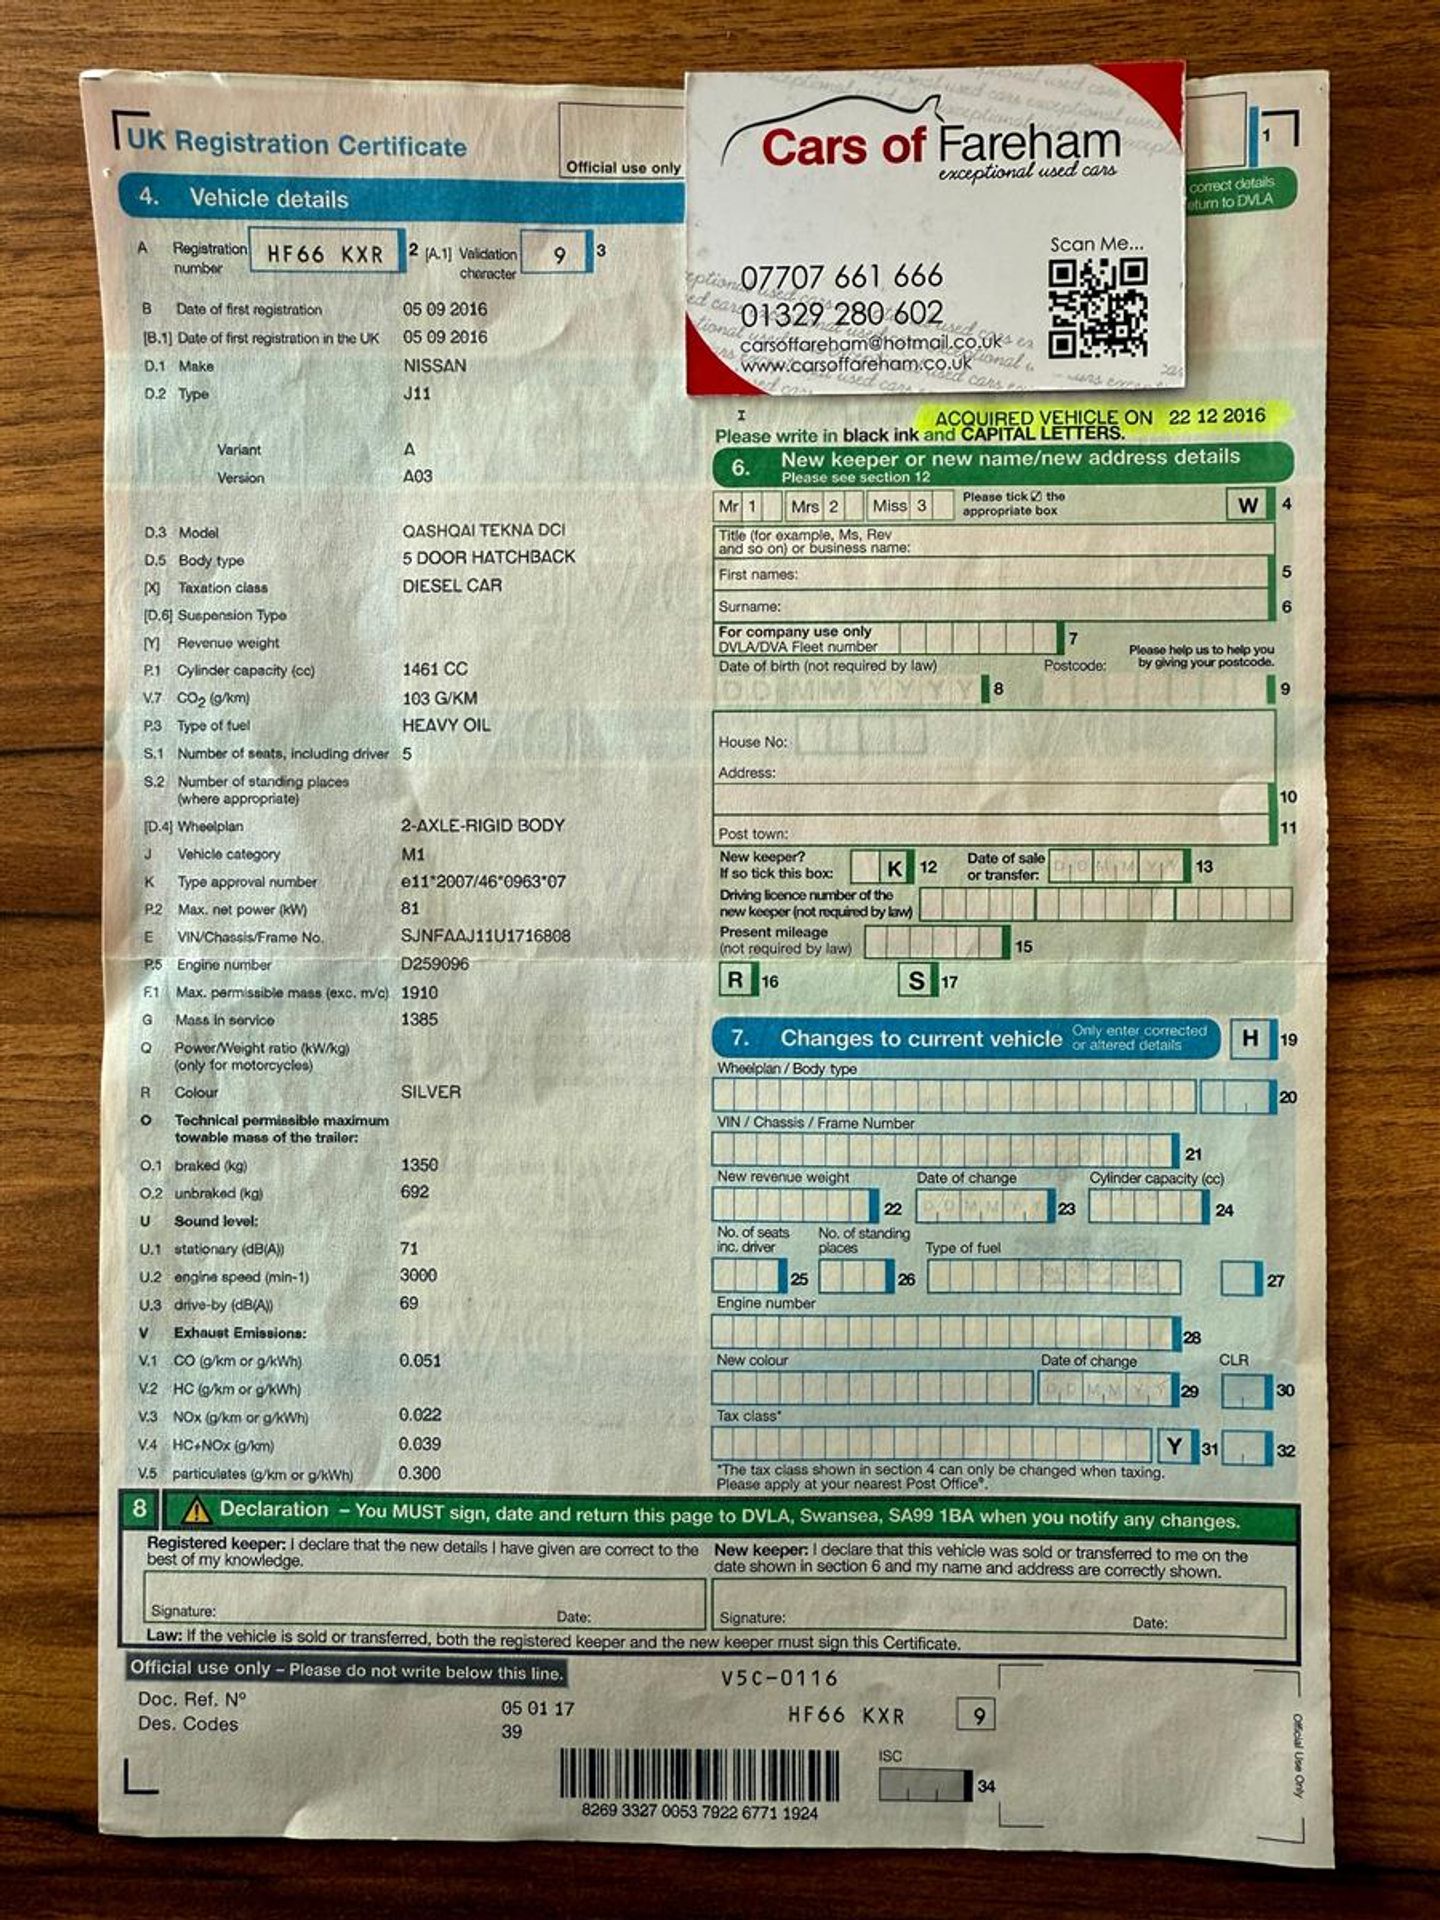 UK Registration Certificate
Official use only
4. Vehicle details
A Registration number HF66 KXR 2 [A.1] Validation character 9 3
B Date of first registration 05 09 2016
[B.1] Date of first registration in the UK 05 09 2016
D.1 Make NISSAN
D.2 Type J11
Variant A
Version A03
D.3 Model QASHQAI TEKNA DCI
D.5 Body type 5 DOOR HATCHBACK
[X] Taxation class DIESEL CAR
[D.6] Suspension Type
[Y] Revenue weight
P.1 Cylinder capacity (cc) 1461 CC
V.7 CO2 (g/km) 103 G/KM
P.3 Type of fuel HEAVY OIL
S.1 Number of seats, including driver 5
S.2 Number of standing places
(where appropriate)
[D.4] Wheelplan 2-AXLE-RIGID BODY
J Vehicle category M1
K Type approval number e11*2007/46*0963*07
P.2 Max. net power (kW) 81
E VIN/Chassis/Frame No. SJNFAAJ11U1716808
P.5 Engine number D259096
F.1 Max. permissible mass (exc. m/c) 1910
G Mass in service 1385
Q Power/Weight ratio (kW/kg)
(only for motorcycles)
R Colour SILVER
O Technical permissible maximum
towable mass of the trailer:
O.1 braked (kg) 1350
O.2 unbraked (kg) 692
U Sound level:
U.1 stationary (dB(A)) 71
U.2 engine speed (min-1) 3000
U.3 drive-by (dB(A)) 69
V Exhaust Emissions:
V.1 CO (g/km or g/kWh) 0.051
V.2 HC (g/km or g/kWh)
V.3 NOx (g/km or g/kWh) 0.022
V.4 HC+NOx (g/km) 0.039
V.5 particulates (g/km or g/kWh) 0.300
Cars of Fareham
exceptional used cars
Scan Me...
07707 661 666
01329 280 602
carsoffareham@hotmail.co.uk
www.carsoffareham.co.uk
1
correct details
return to DVLA
I
ACQUIRED VEHICLE ON 22 12 2016
Please write in black ink and CAPITAL LETTERS.
6. New keeper or new name/new address details
Please see section 12
Mr 1 Mrs 2 Miss 3 Please tick ☑ the appropriate box W 4
Title (for example, Ms, Rev
and so on) or business name:
First names: 5
Surname: 6
For company use only
DVLA/DVA Fleet number 7
Please help us to help you
by giving your postcode.
Date of birth (not required by law) Postcode:
D D M M Y Y Y Y 8 9
House No:
Address:
10
Post town: 11
New keeper?
If so tick this box: K 12 Date of sale or transfer: D D M M Y Y 13
Driving licence number of the
new keeper (not required by law)
Present mileage
(not required by law) 15
R 16 S 17
7. Changes to current vehicle Only enter corrected or altered details H 19
Wheelplan / Body type
20
VIN / Chassis / Frame Number
21
New revenue weight Date of change Cylinder capacity (cc)
22 D D M M Y Y 23 24
No. of seats inc. driver No. of standing places Type of fuel
25 26 27
Engine number
28
New colour Date of change CLR
D D M M Y Y 29 30
Tax class*
Y 31 32
*The tax class shown in section 4 can only be changed when taxing.
Please apply at your nearest Post Office®.
8 Declaration – You MUST sign, date and return this page to DVLA, Swansea, SA99 1BA when you notify any changes.
Registered keeper: I declare that the new details I have given are correct to the
best of my knowledge.
Signature: Date:
New keeper: I declare that this vehicle was sold or transferred to me on the
date shown in section 6 and my name and address are correctly shown.
Signature: Date:
Law: If the vehicle is sold or transferred, both the registered keeper and the new keeper must sign this Certificate.
Official use only – Please do not write below this line.
V5C-0116
Doc. Ref. Nº 05 01 17
HF66 KXR 9
Des. Codes 39
ISC
34
8269 3327 0053 7922 6771 1924
Official Use Only